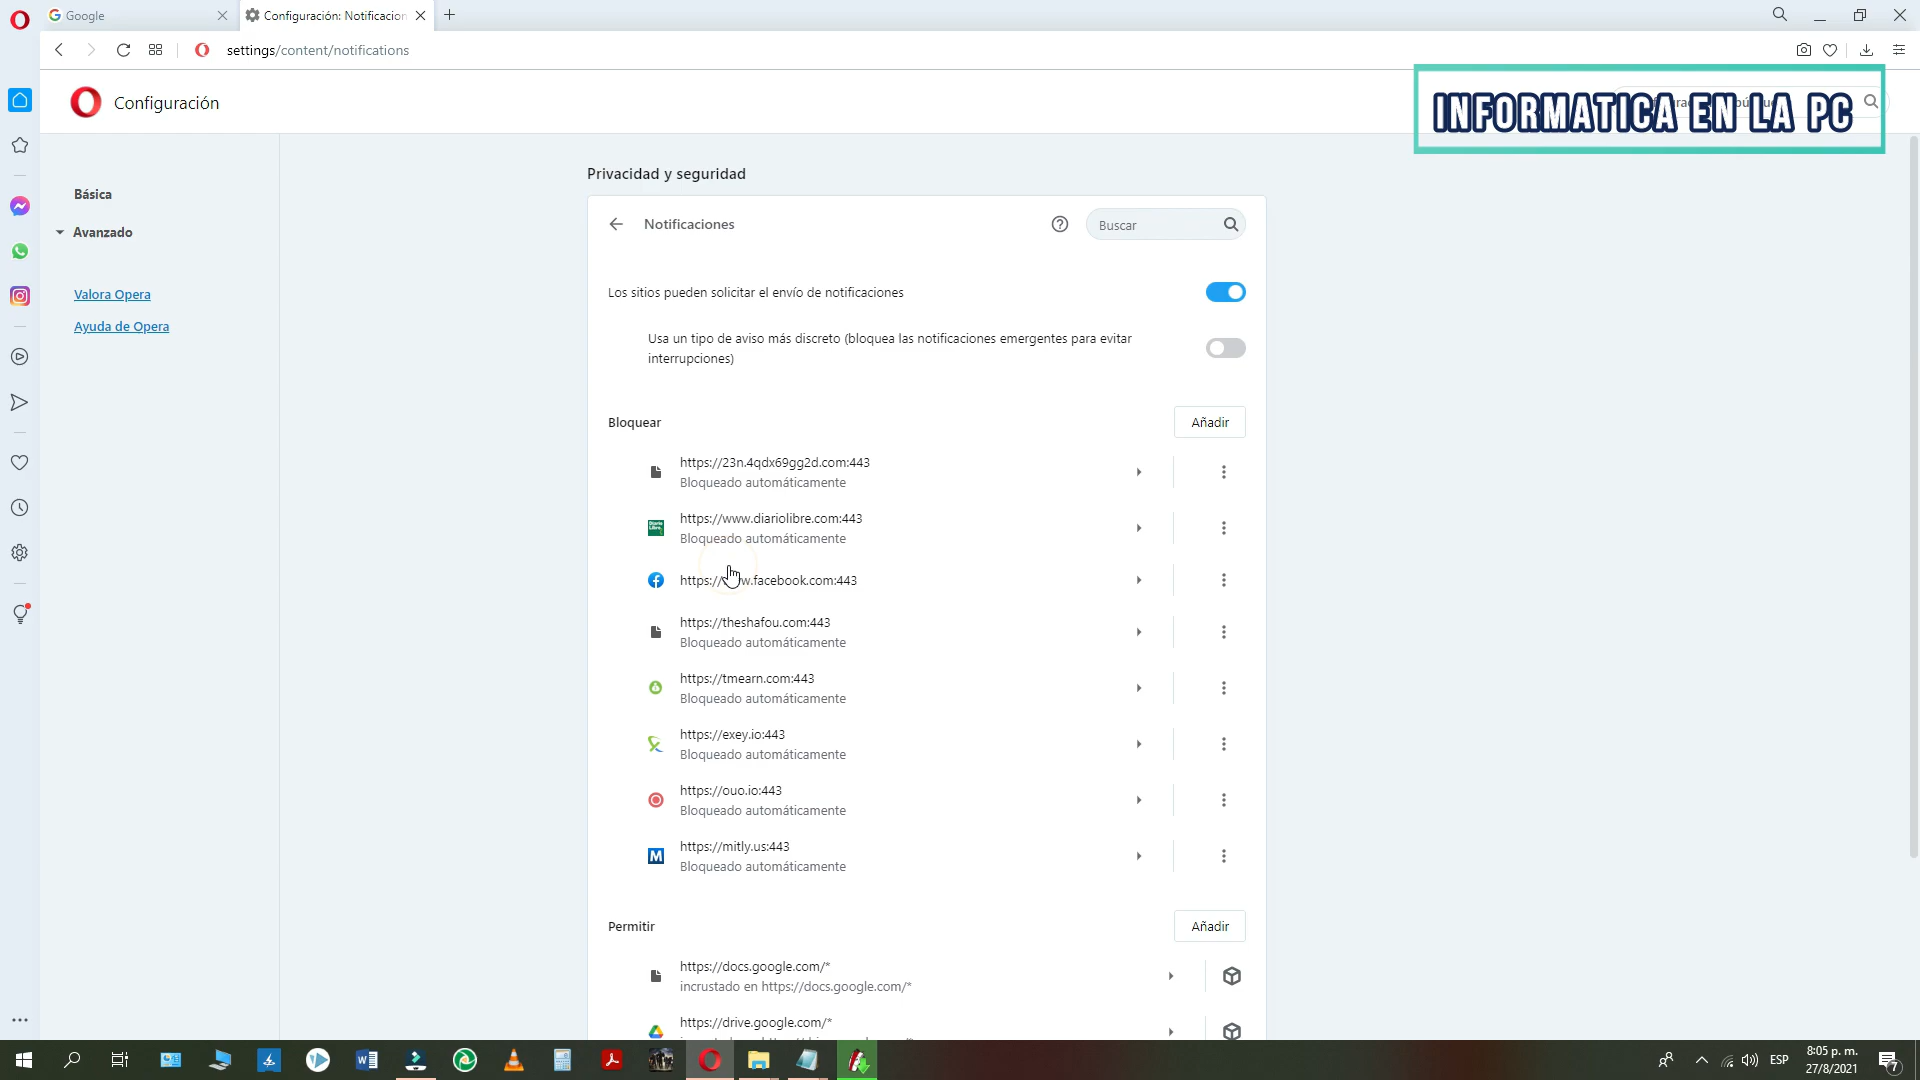 Google
Configuración: Notificacion
settings/content/notifications
Configuración
INFORMATICA EN LA PC
Privacidad y seguridad
Básica
Avanzado
Notificaciones
Buscar
Valora Opera
Ayuda de Opera
Los sitios pueden solicitar el envío de notificaciones
Usa un tipo de aviso más discreto (bloquea las notificaciones emergentes para evitar
interrupciones)
Bloquear
Añadir
https://23n.4qdx69gg2d.com:443
Bloqueado automáticamente
https://www.diariolibre.com:443
Bloqueado automáticamente
https://www.facebook.com:443
https://theshafou.com:443
Bloqueado automáticamente
https://tmearn.com:443
Bloqueado automáticamente
https://exey.io:443
Bloqueado automáticamente
https://ouo.io:443
Bloqueado automáticamente
https://mitly.us:443
Bloqueado automáticamente
Permitir
Añadir
https://docs.google.com/*
incrustado en https://docs.google.com/*
https://drive.google.com/*
ESP
8:05 p. m.
27/8/2021
7